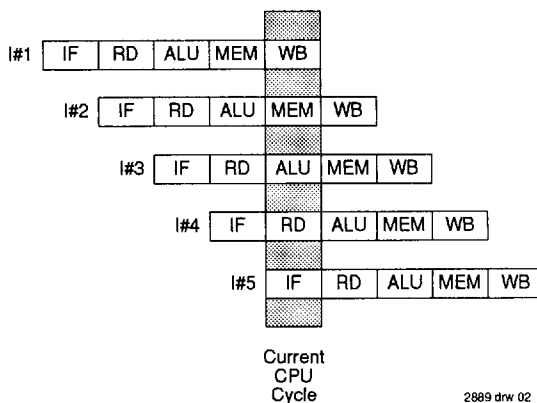 I#1 IF RD ALU MEM WB
I#2 IF RD ALU MEM WB
I#3 IF RD ALU MEM WB
I#4 IF RD ALU MEM WB
I#5 IF RD ALU MEM WB
Current
CPU
Cycle
2889 drw 02